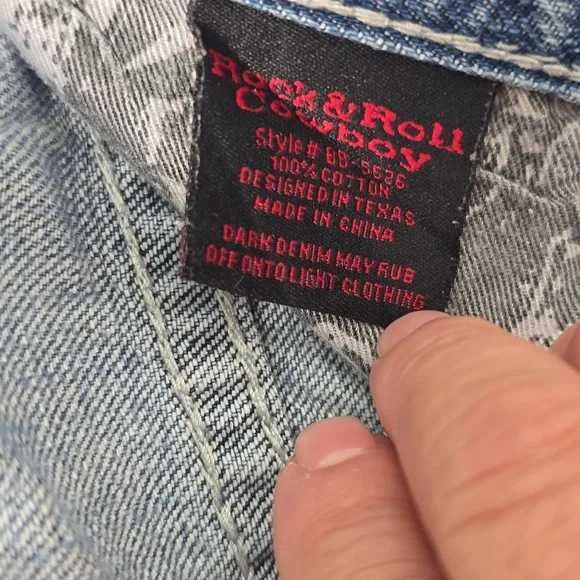 Rock&Roll
Cowboy
Style# BB-5526
100% COTTON
DESIGNED IN TEXAS
MADE IN CHINA
DARK DENIM MAY RUB
OFF ONTO LIGHT CLOTHING